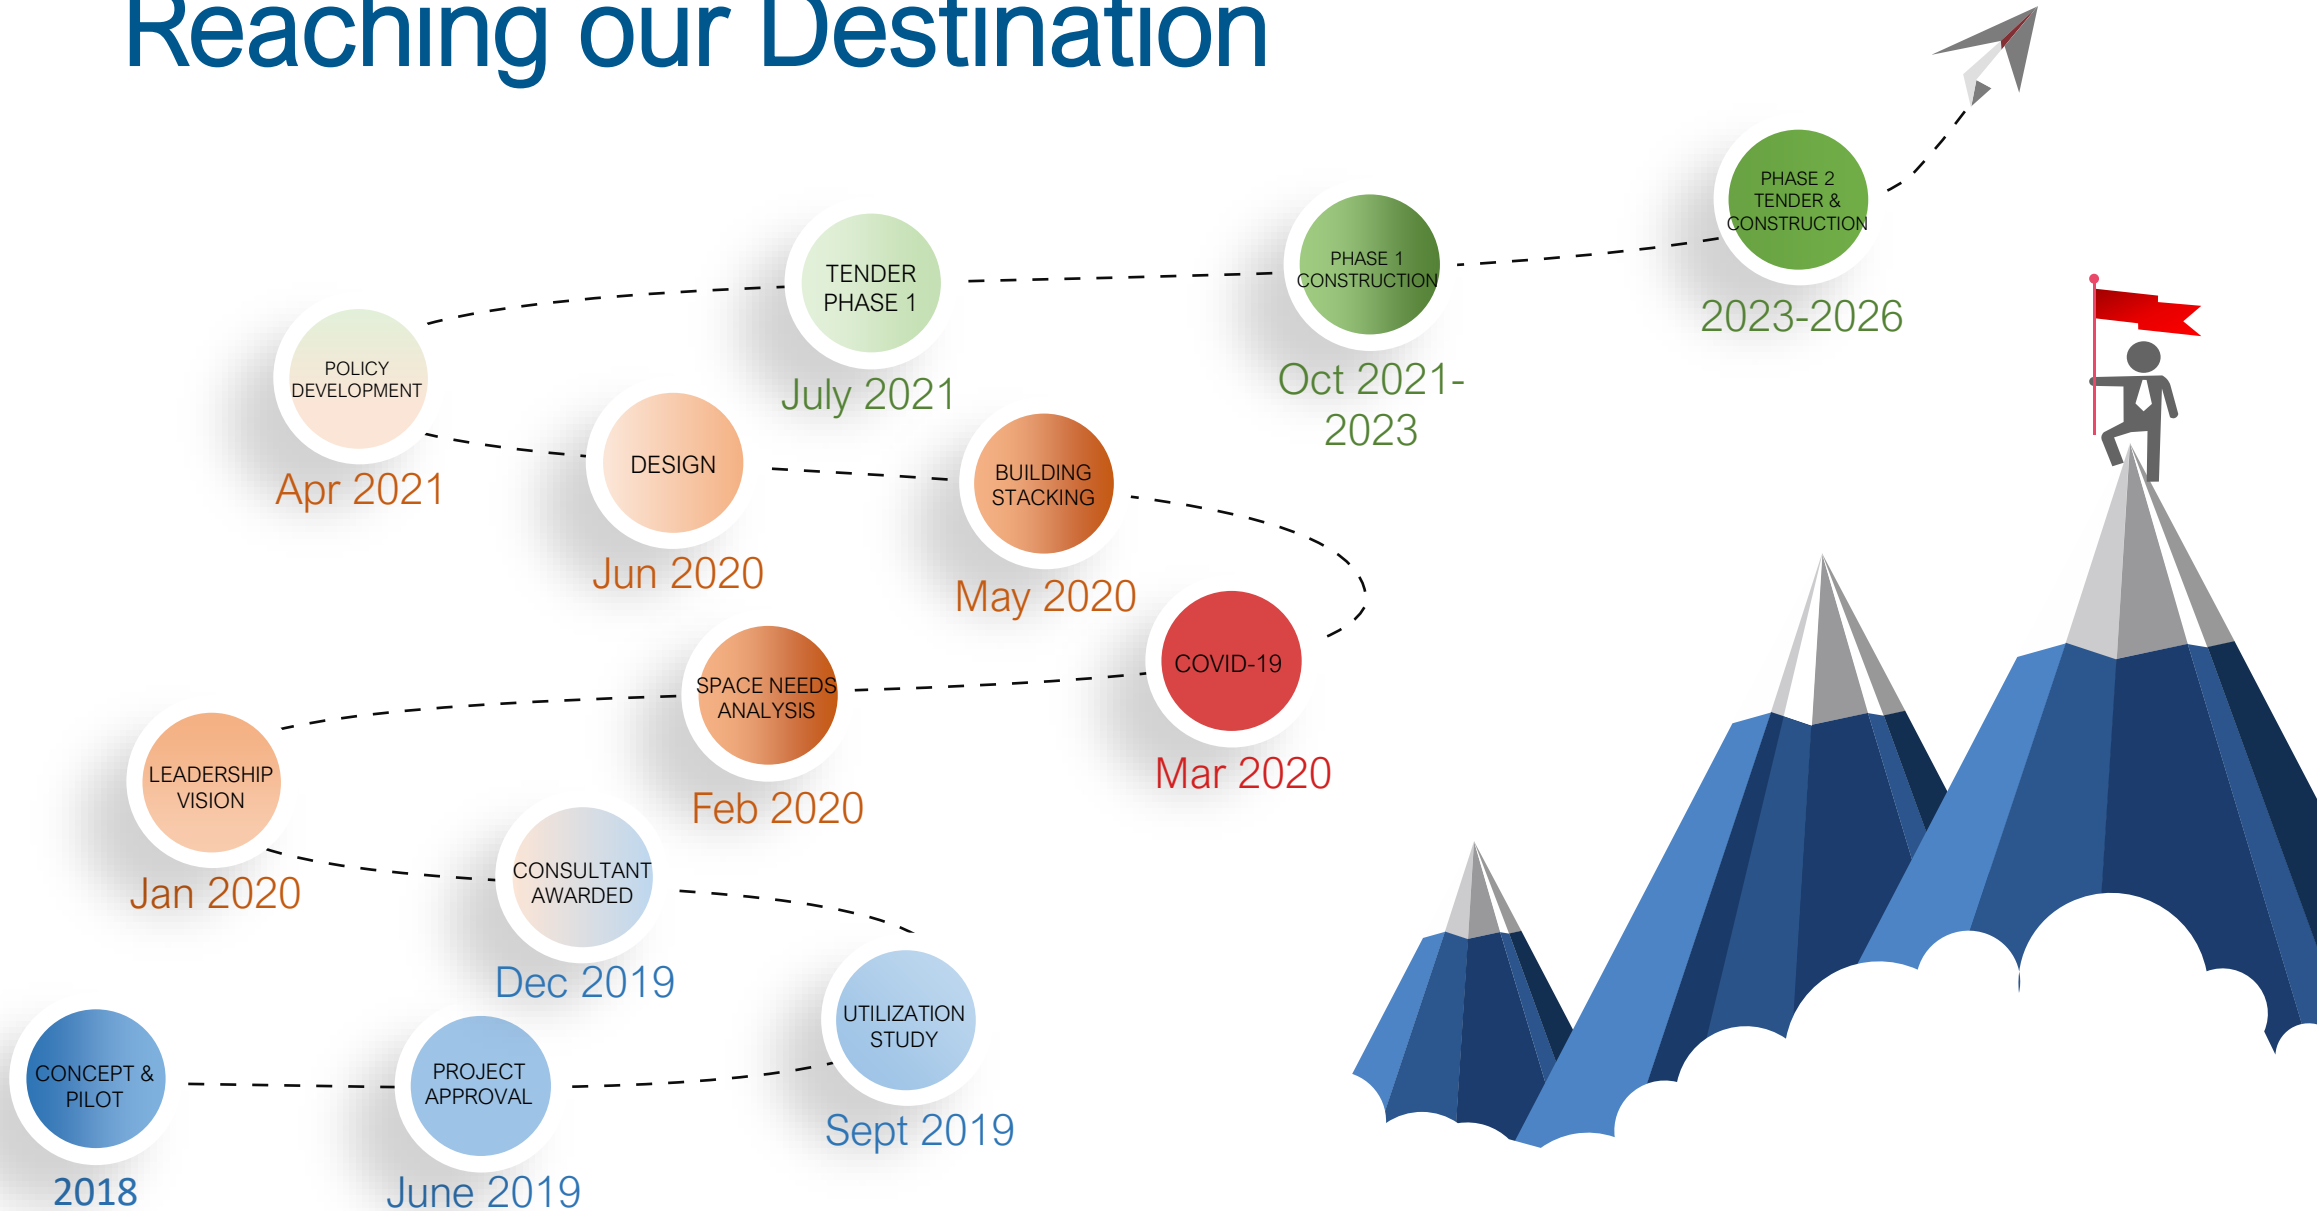 Reaching our Destination
PHASE 2
TENDER &
CONSTRUCTION
2023-2026
PHASE 1
CONSTRUCTION
Oct 2021-
2023
TENDER
PHASE 1
July 2021
POLICY
DEVELOPMENT
Apr 2021
DESIGN
Jun 2020
BUILDING
STACKING
May 2020
COVID-19
Mar 2020
SPACE NEEDS
ANALYSIS
Feb 2020
LEADERSHIP
VISION
Jan 2020
CONSULTANT
AWARDED
Dec 2019
UTILIZATION
STUDY
Sept 2019
PROJECT
APPROVAL
June 2019
CONCEPT &
PILOT
2018